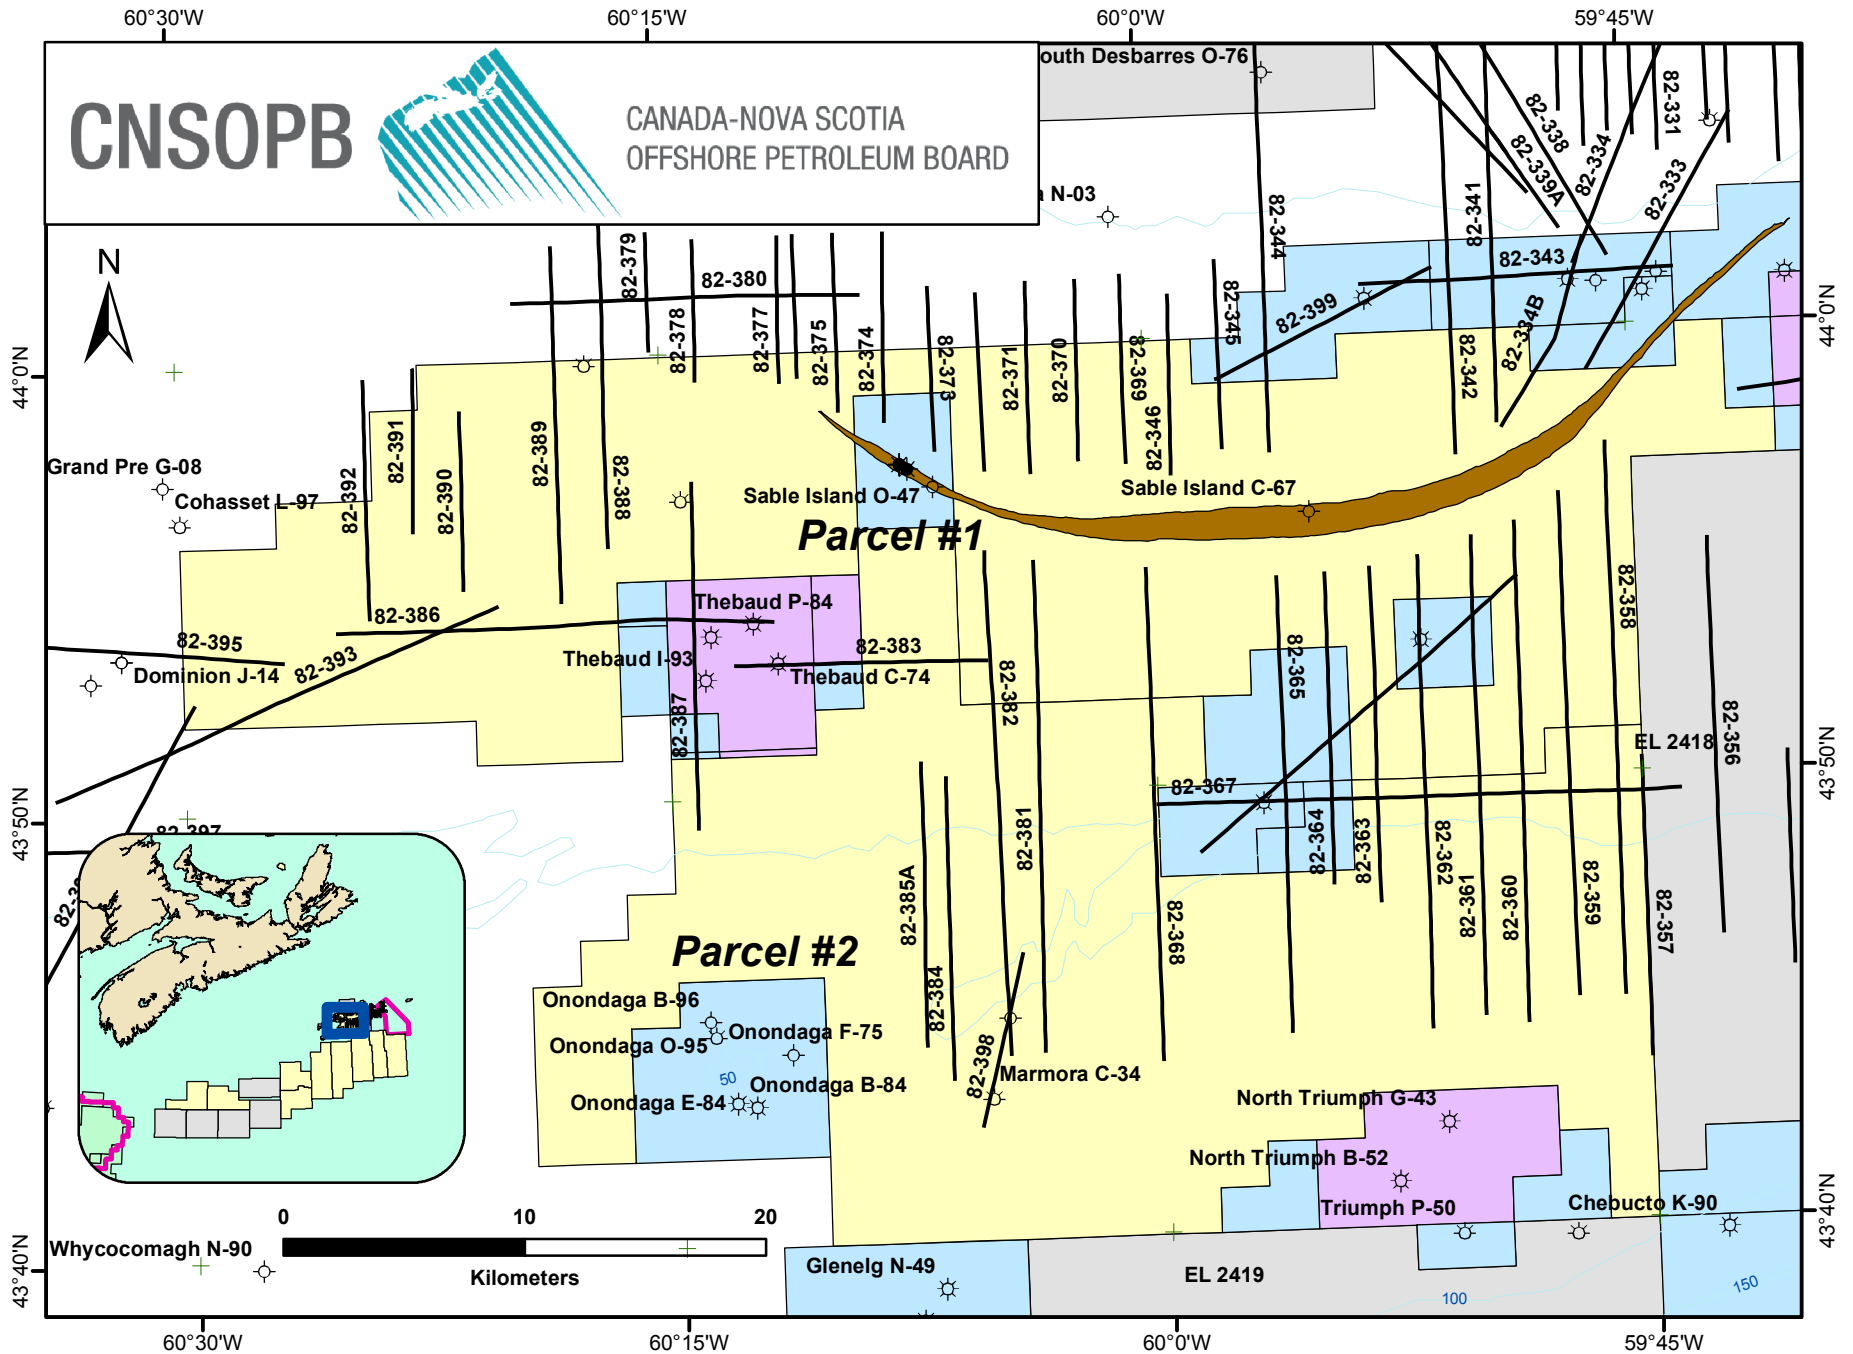 60°30'W
60°15'W
60°0'W
59°45'W
CNSOPB
CANADA-NOVA SCOTIA
OFFSHORE PETROLEUM BOARD
outh Desbarres O-76
N-03
82-331
82-338
82-339A
82-334
82-333
82-341
82-344
82-343
82-399
82-345
82-334B
82-342
N
82-379
82-380
82-378
82-377
82-375
82-374
82-373
82-371
82-370
82-369
82-346
44°0'N
44°0'N
Grand Pre G-08
Cohasset L-97
82-392
82-391
82-390
82-389
82-388
Sable Island O-47
Sable Island C-67
Parcel #1
82-386
82-395
82-393
Dominion J-14
Thebaud P-84
Thebaud I-93
82-383
Thebaud C-74
82-387
82-382
82-365
82-358
82-356
EL 2418
82-367
43°50'N
43°50'N
82-397
82-381
82-385A
82-384
82-368
82-364
82-363
82-362
82-361
82-360
82-359
82-357
Parcel #2
Onondaga B-96
Onondaga F-75
Onondaga O-95
50
Onondaga B-84
Onondaga E-84
82-398
Marmora C-34
North Triumph G-43
North Triumph B-52
Triumph P-50
Chebucto K-90
0
10
20
Kilometers
Whycocomagh N-90
Glenelg N-49
EL 2419
100
150
43°40'N
43°40'N
60°30'W
60°15'W
60°0'W
59°45'W